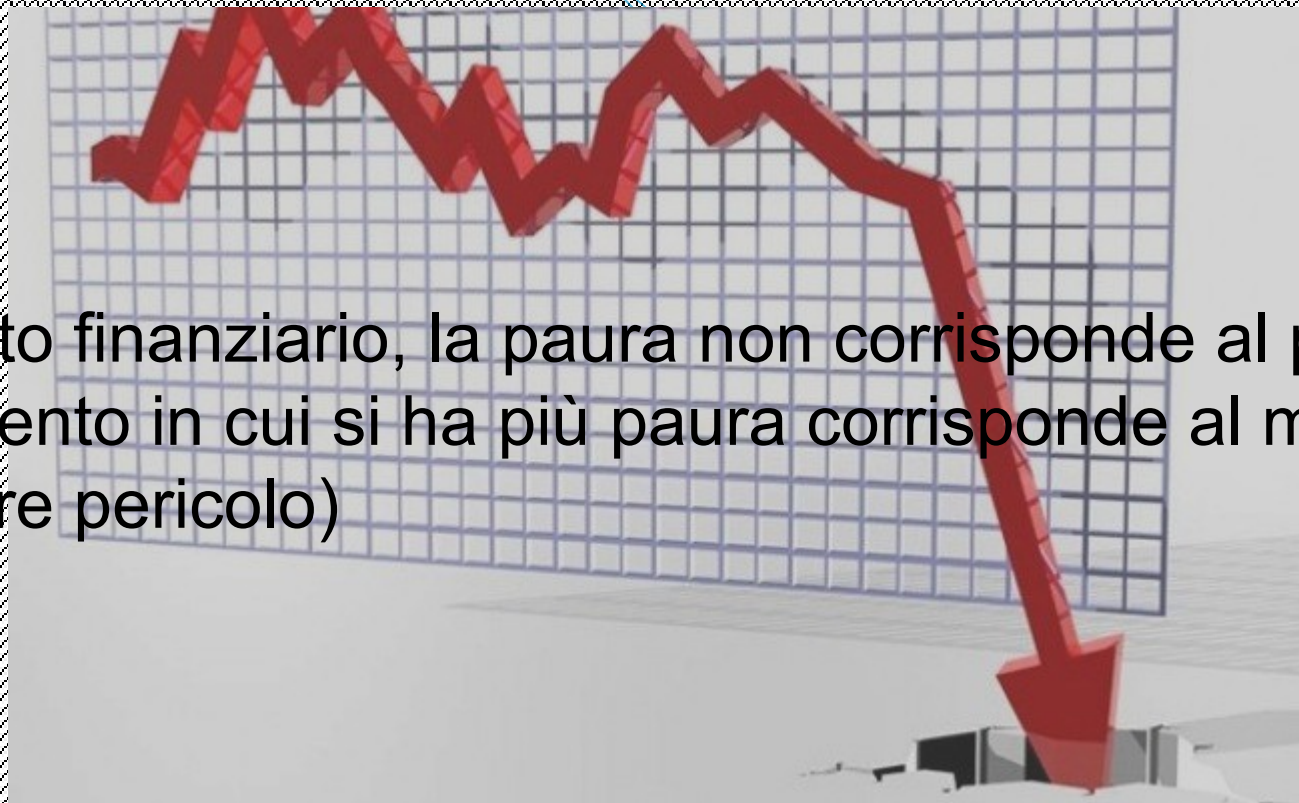 to finanziario, la paura non corrisponde al
ento in cui si ha più paura corrisponde al
re pericolo)